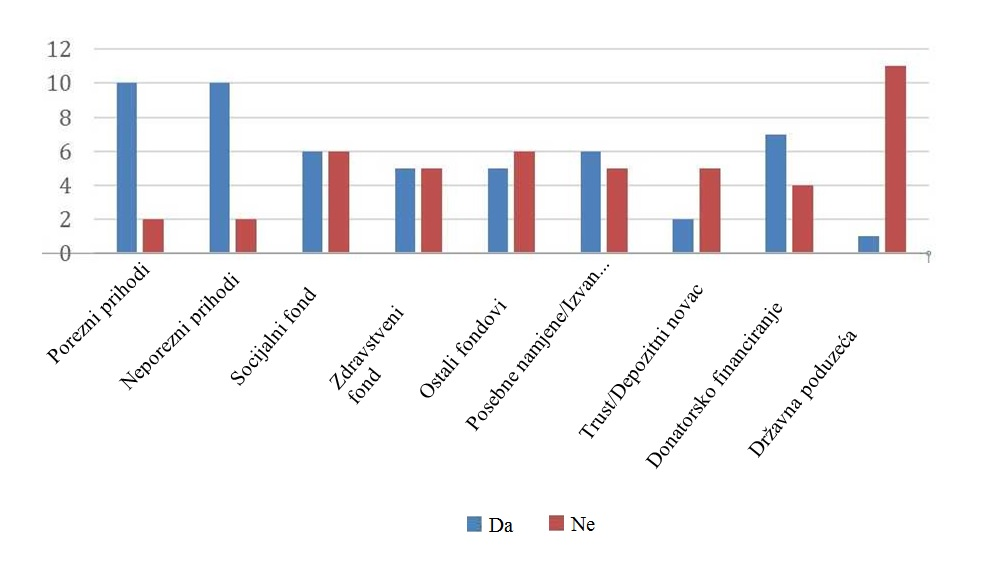 12
10
8
6
4
2
0
Porezni prihodi
Neporezni prihodi
Socijalni fond
Zdravstveni
fond
Ostali fondovi
Posebne namjene/Izvan...
Trust/Depozitni novac
Donatorsko financiranje
Državna poduzeća
Da
Ne